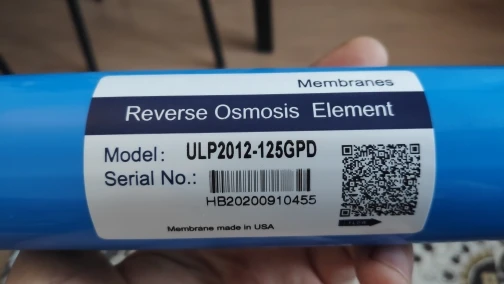 Membranes
Reverse Osmosis Element
Model: ULP2012-125GPD
Serial No.:
HB20200910455
Membrane made in USA